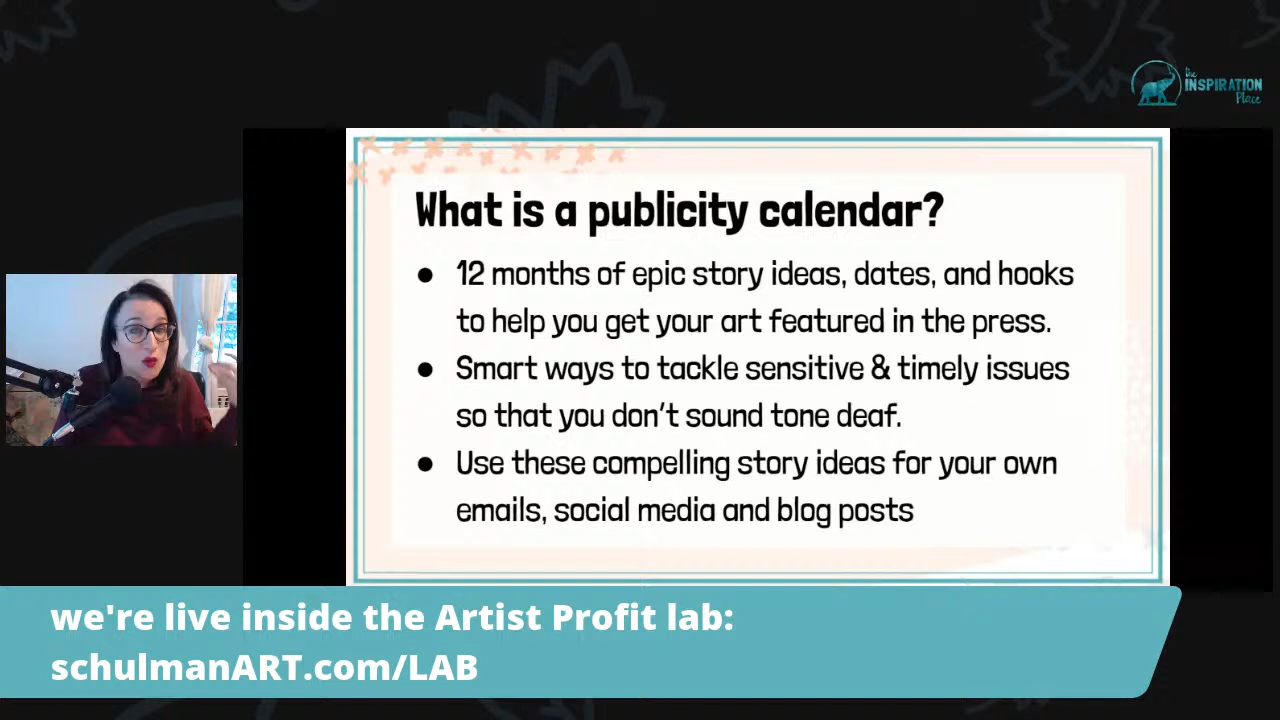 the
INSPIRATION
Place
What is a publicity calendar?
● 12 months of epic story ideas, dates, and hooks
to help you get your art featured in the press.
● Smart ways to tackle sensitive & timely issues
so that you don't sound tone deaf.
● Use these compelling story ideas for your own
emails, social media and blog posts
we're live inside the Artist Profit lab:
schulmanART.com/LAB